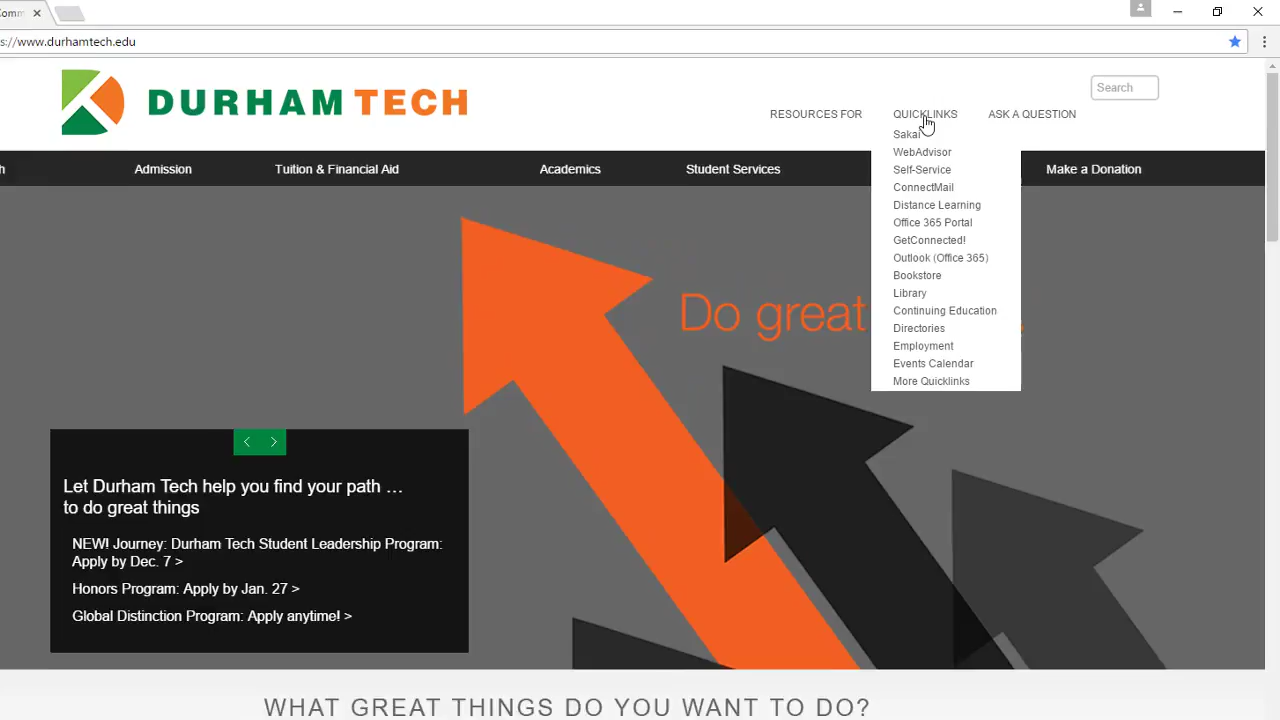 Comm
s://www.durhamtech.edu
DURHAM TECH
Search
RESOURCES FOR
QUICKLINKS
ASK A QUESTION
Sakai
WebAdvisor
Self-Service
ConnectMail
Distance Learning
Office 365 Portal
GetConnected!
Outlook (Office 365)
Bookstore
Library
Continuing Education
Directories
Employment
Events Calendar
More Quicklinks
h
Admission
Tuition & Financial Aid
Academics
Student Services
Make a Donation
Do great
Let Durham Tech help you find your path …
to do great things
NEW! Journey: Durham Tech Student Leadership Program:
Apply by Dec. 7 >
Honors Program: Apply by Jan. 27 >
Global Distinction Program: Apply anytime! >
WHAT GREAT THINGS DO YOU WANT TO DO?